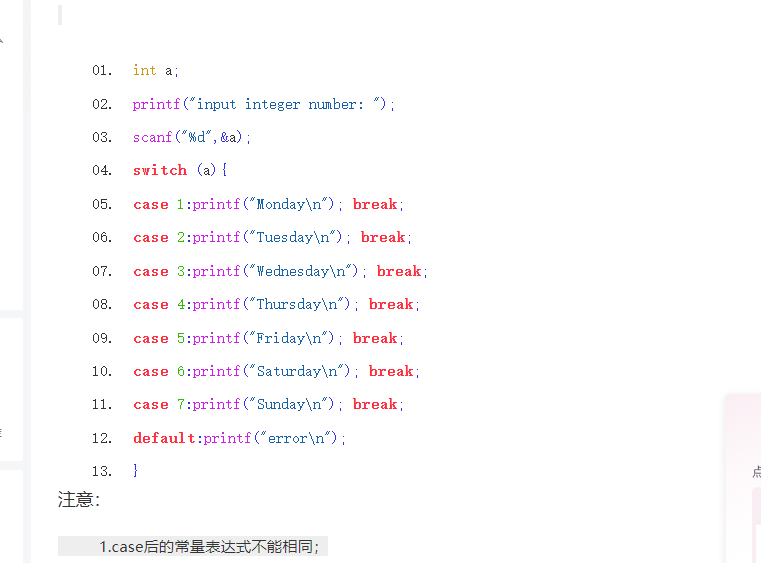 01. int a;
02. printf("input integer number: ");
03. scanf("%d",&a);
04. switch (a){
05. case 1:printf("Monday\n"); break;
06. case 2:printf("Tuesday\n"); break;
07. case 3:printf("Wednesday\n"); break;
08. case 4:printf("Thursday\n"); break;
09. case 5:printf("Friday\n"); break;
10. case 6:printf("Saturday\n"); break;
11. case 7:printf("Sunday\n"); break;
12. default:printf("error\n");
13. }
注意：
1.case后的常量表达式不能相同；